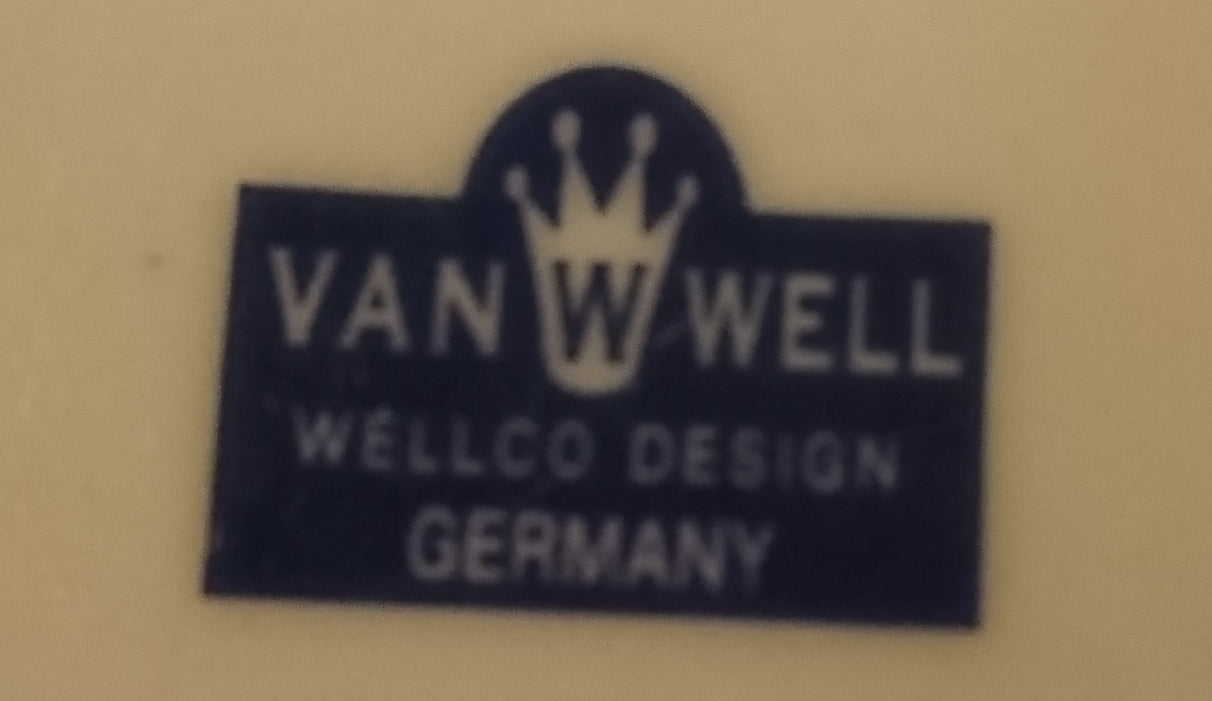 VAN W WELL
WELLCO DESIGN
GERMANY